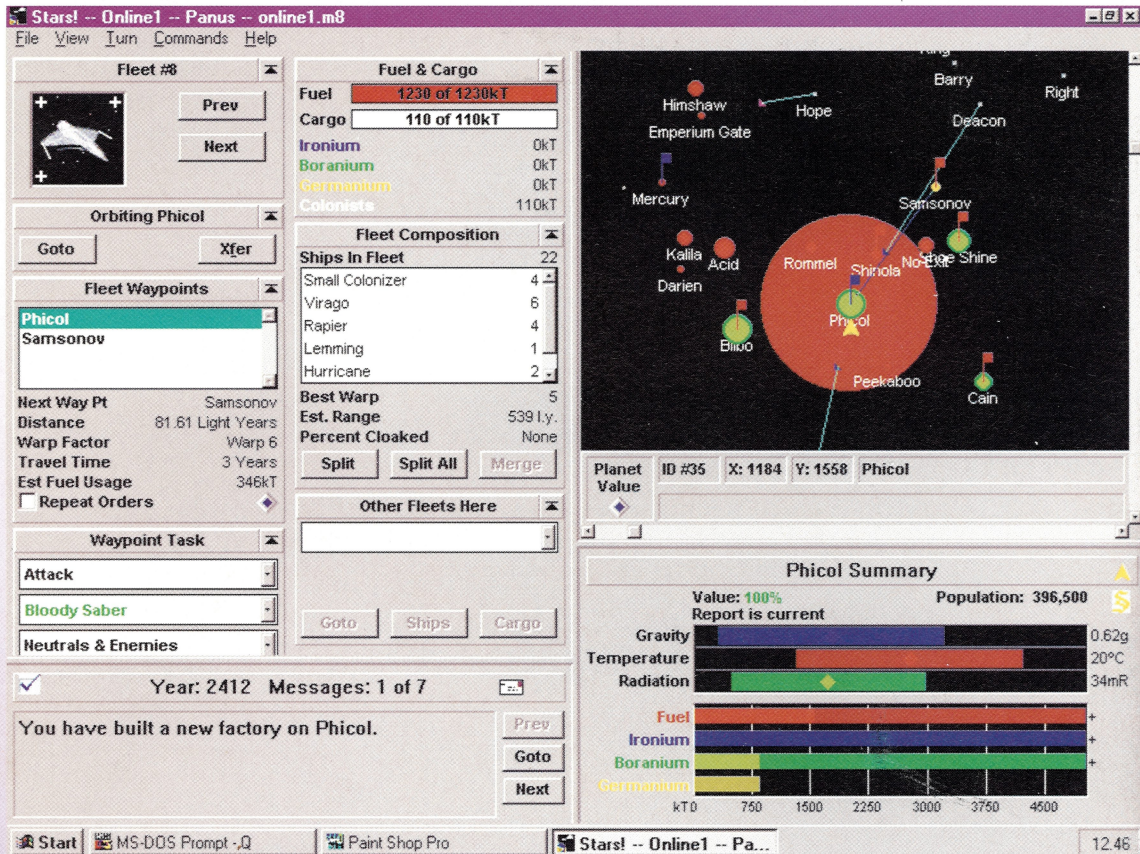 Stars! -- Online1 -- Panus -- online1.m8
File View Turn Commands Help
Fleet #8
Prev
Next
Orbiting Phicol
Goto Xfer
Fleet Waypoints
Phicol
Samsonov
Next Way Pt Samsonov
Distance 81.61 Light Years
Warp Factor Warp 6
Travel Time 3 Years
Est Fuel Usage 346kT
Repeat Orders
Waypoint Task
Attack
Bloody Saber
Neutrals & Enemies
Fuel & Cargo
Fuel 1230 of 1230kT
Cargo 110 of 110kT
Ironium 0kT
Boranium 0kT
Germanium 0kT
Colonists 110kT
Fleet Composition
Ships In Fleet 22
Small Colonizer 4
Virago 6
Rapier 4
Lemming 1
Hurricane 2
Best Warp 5
Est. Range 539 l.y.
Percent Cloaked None
Split Split All Merge
Other Fleets Here
Goto Ships Cargo
Year: 2412 Messages: 1 of 7
You have built a new factory on Phicol.
Prev
Goto
Next
Barry
Right
Himshaw
Hope
Deacon
Emperium Gate
Mercury
Samsonov
Kalila
Acid
Rommel
Shinola
No Exit
Shoe Shine
Darien
Phicol
Bilbo
Peekaboo
Cain
Planet Value
ID #35 X: 1184 Y: 1558 Phicol
Phicol Summary
Value: 100% Population: 396,500
Report is current
Gravity 0.62g
Temperature 20°C
Radiation 34mR
Fuel +
Ironium +
Boranium +
Germanium
kT 0 750 1500 2250 3000 3750 4500
Start MS-DOS Prompt -,Q Paint Shop Pro Stars! -- Online1 -- Pa... 12.46